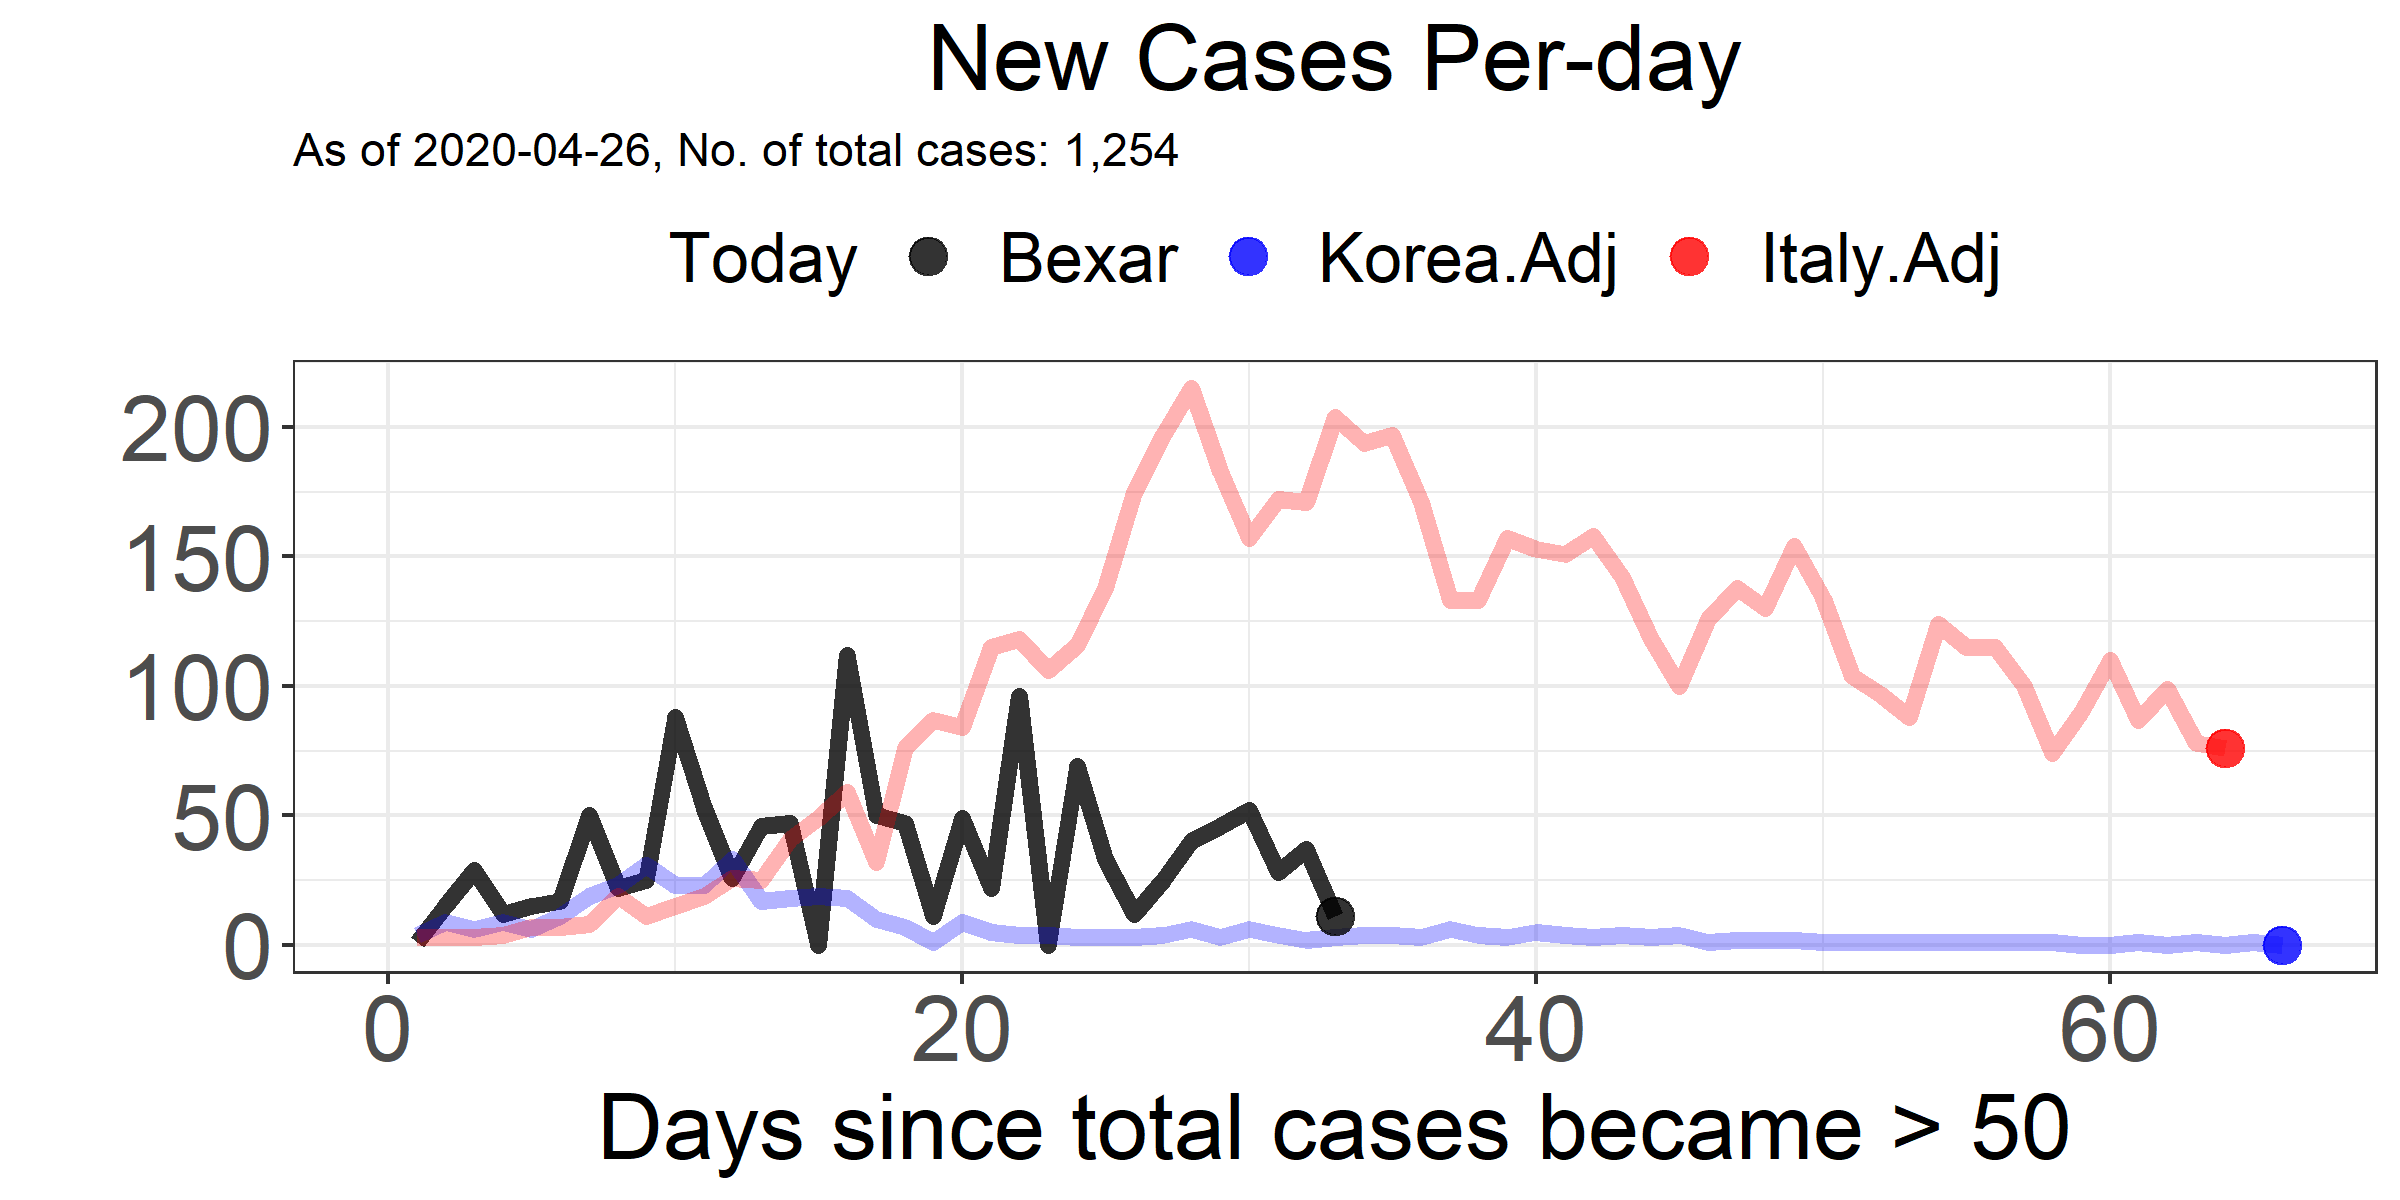 New Cases Per-day
As of 2020-04-26, No. of total cases: 1,254
Today Bexar Korea.Adj Italy.Adj
200
150
100
50
0
0 20 40 60
Days since total cases became > 50